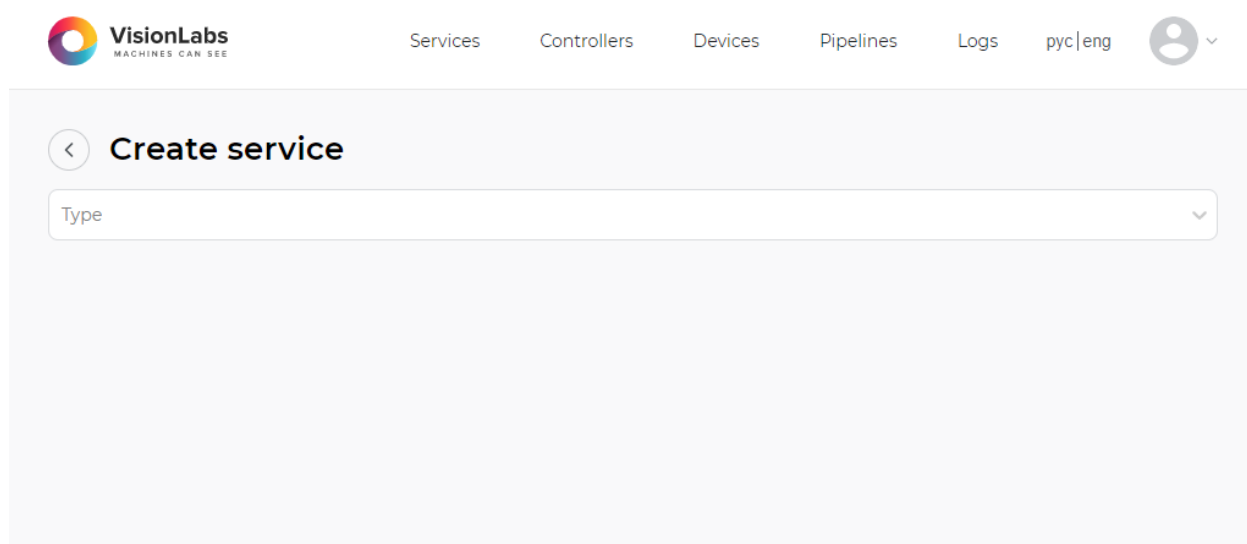 VisionLabs
MACHINES CAN SEE
Services Controllers Devices Pipelines Logs рус|eng
Create service
Type